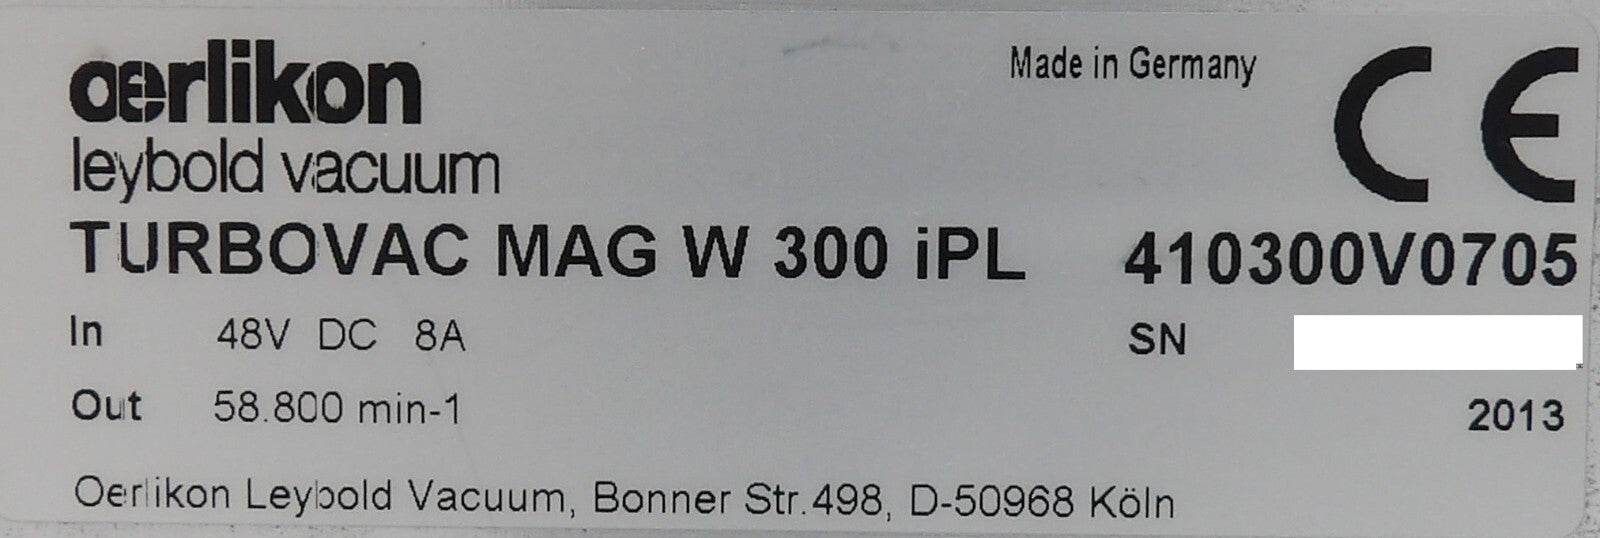 oerlikon
leybold vacuum
Made in Germany
CE
TURBOVAC MAG W 300 iPL 410300V0705
In 48V DC 8A SN
Out 58.800 min-1 2013
Oerlikon Leybold Vacuum, Bonner Str.498, D-50968 Köln